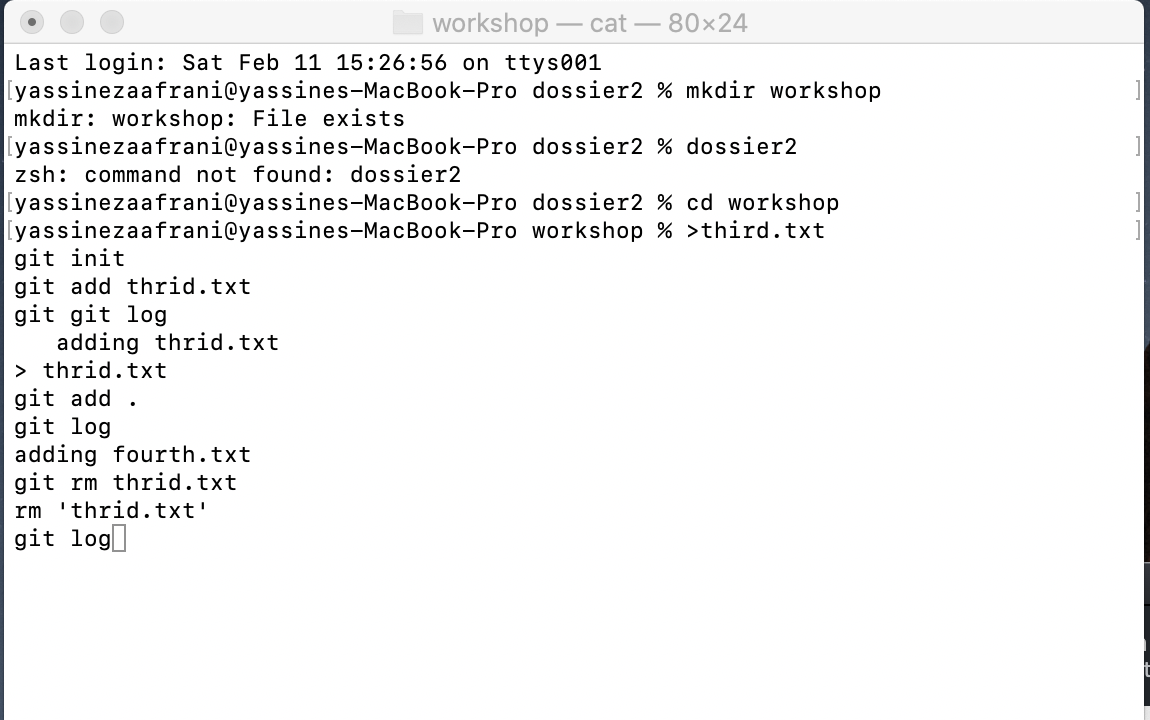 workshop — cat — 80×24
Last login: Sat Feb 11 15:26:56 on ttys001
[yassinezaafrani@yassines-MacBook-Pro dossier2 % mkdir workshop ]
mkdir: workshop: File exists
[yassinezaafrani@yassines-MacBook-Pro dossier2 % dossier2 ]
zsh: command not found: dossier2
[yassinezaafrani@yassines-MacBook-Pro dossier2 % cd workshop ]
[yassinezaafrani@yassines-MacBook-Pro workshop % >third.txt ]
git init
git add thrid.txt
git git log
   adding thrid.txt
> thrid.txt
git add .
git log
adding fourth.txt
git rm thrid.txt
rm 'thrid.txt'
git log